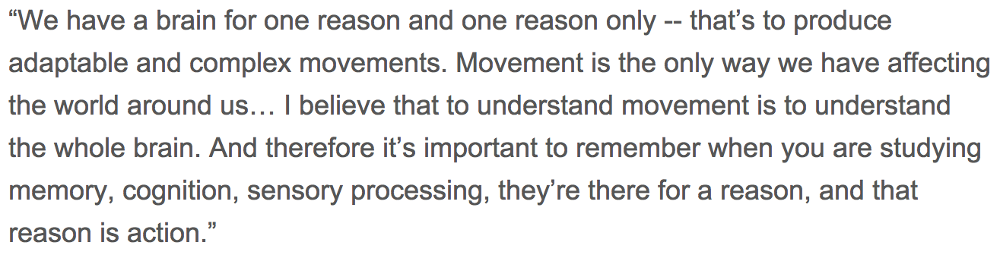 “We have a brain for one reason and one reason only -- that’s to produce
adaptable and complex movements. Movement is the only way we have affecting
the world around us… I believe that to understand movement is to understand
the whole brain. And therefore it’s important to remember when you are studying
memory, cognition, sensory processing, they’re there for a reason, and that
reason is action.”